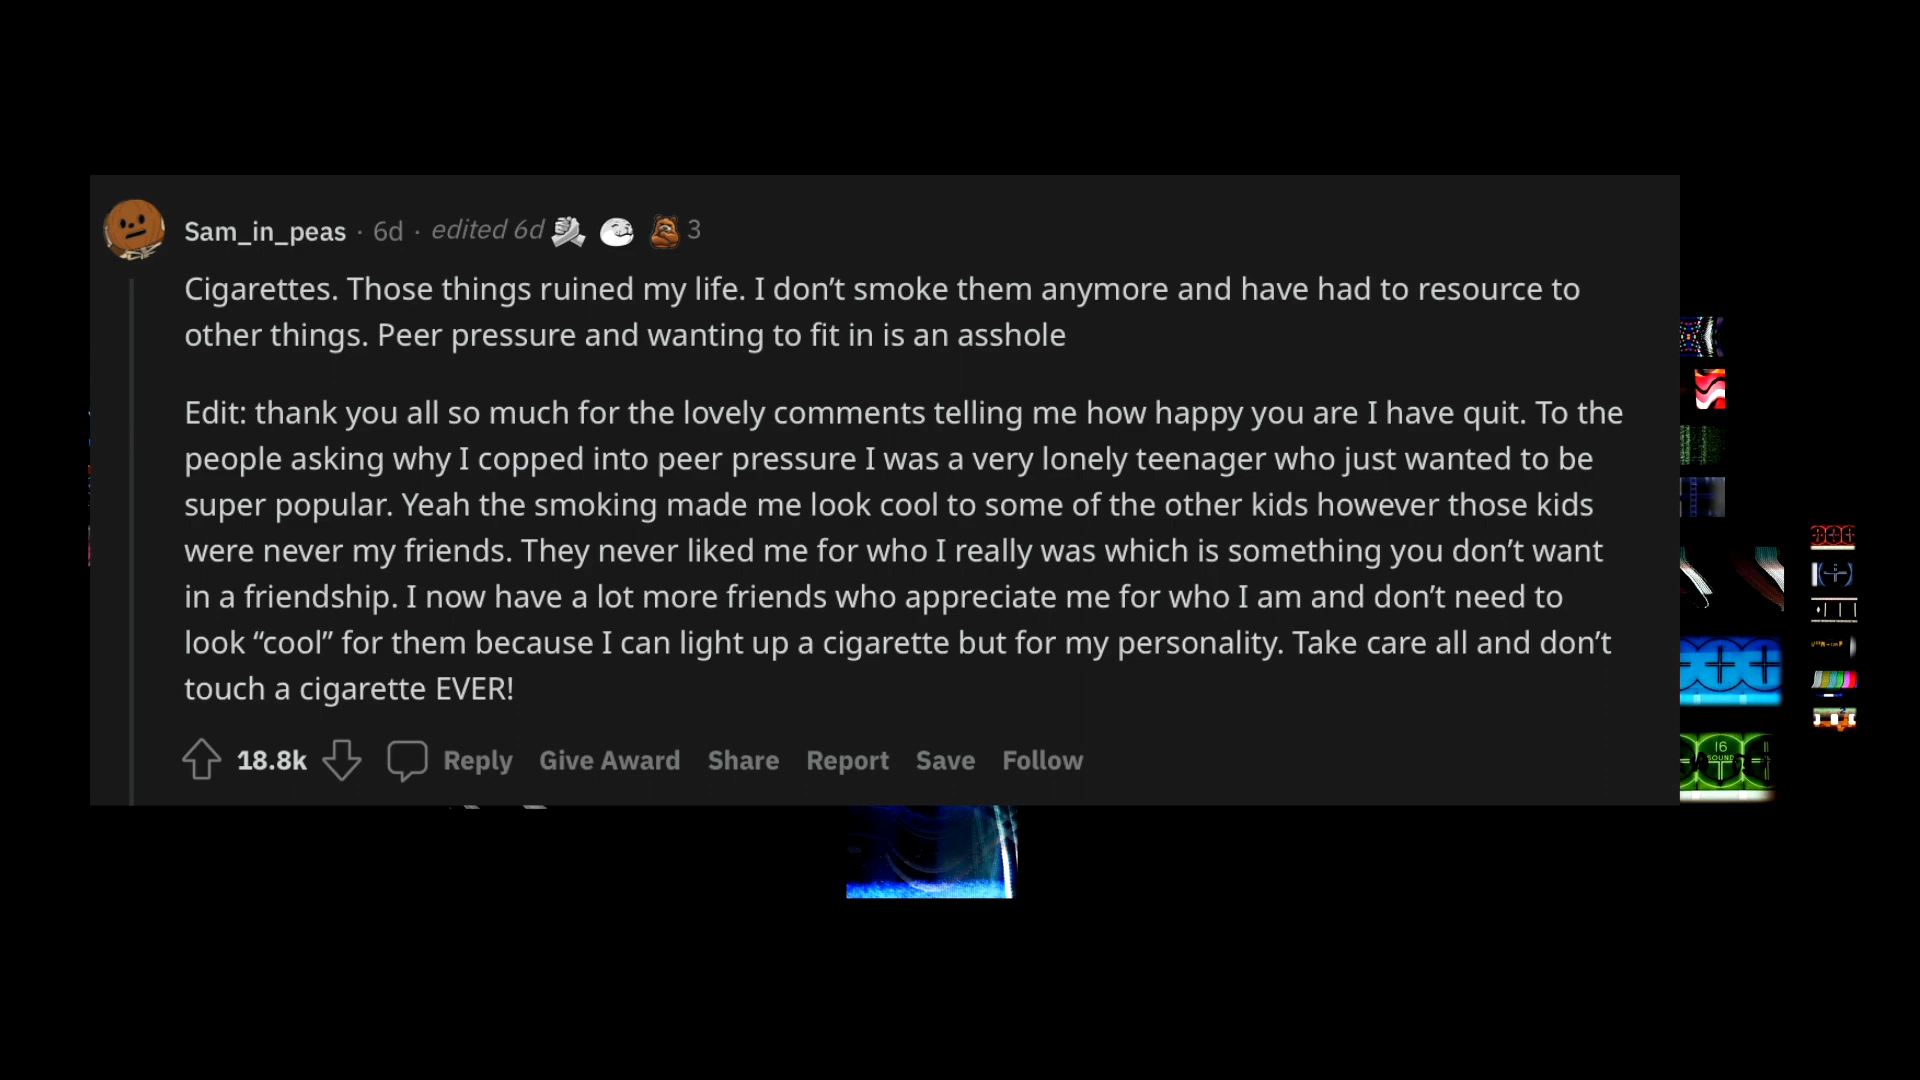 Sam_in_peas · 6d · edited 6d 3
Cigarettes. Those things ruined my life. I don’t smoke them anymore and have had to resource to
other things. Peer pressure and wanting to fit in is an asshole
Edit: thank you all so much for the lovely comments telling me how happy you are I have quit. To the
people asking why I copped into peer pressure I was a very lonely teenager who just wanted to be
super popular. Yeah the smoking made me look cool to some of the other kids however those kids
were never my friends. They never liked me for who I really was which is something you don’t want
in a friendship. I now have a lot more friends who appreciate me for who I am and don’t need to
look “cool” for them because I can light up a cigarette but for my personality. Take care all and don’t
touch a cigarette EVER!
18.8k Reply Give Award Share Report Save Follow
16
SOUND